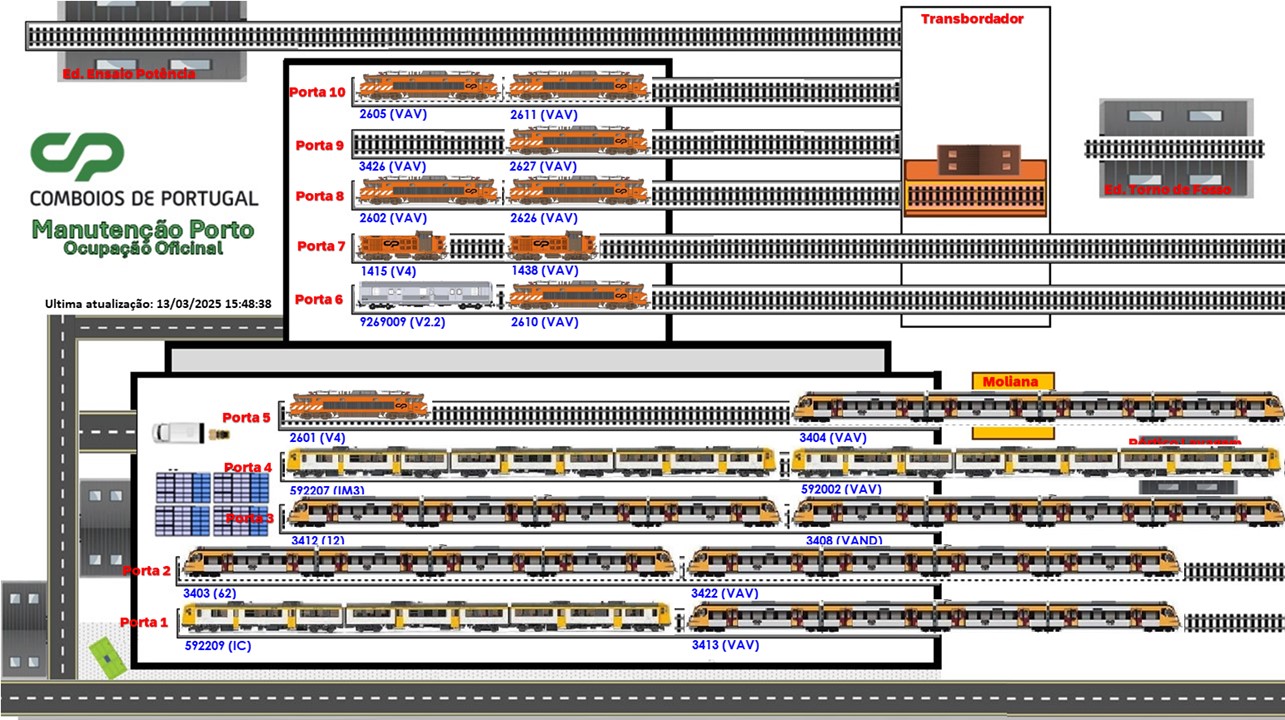 Transbordador
Ed. Ensaio Potência
Porta 10
2605 (VAV)
2611 (VAV)
Porta 9
3426 (VAV)
2627 (VAV)
COMBOIOS DE PORTUGAL
Manutenção Porto
Ocupação Oficinal
Porta 8
2602 (VAV)
2626 (VAV)
Ed. Torno de Fosso
Porta 7
1415 (V4)
1438 (VAV)
Ultima atualização: 13/03/2025 15:48:38
Porta 6
9269009 (V2.2)
2610 (VAV)
Moliana
Porta 5
2601 (V4)
3404 (VAV)
Porta 4
592207 (IM3)
592002 (VAV)
Porta 3
3412 (12)
3408 (VAND)
Porta 2
3403 (62)
3422 (VAV)
Porta 1
592209 (IC)
3413 (VAV)